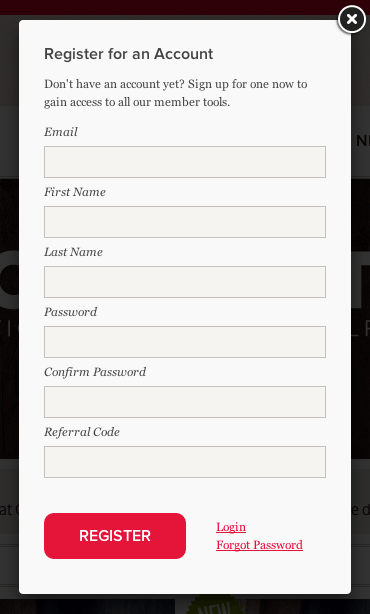 Register for an Account
Don't have an account yet? Sign up for one now to
gain access to all our member tools.
Email
First Name
Last Name
Password
Confirm Password
Referral Code
REGISTER
Login
Forgot Password
NEW